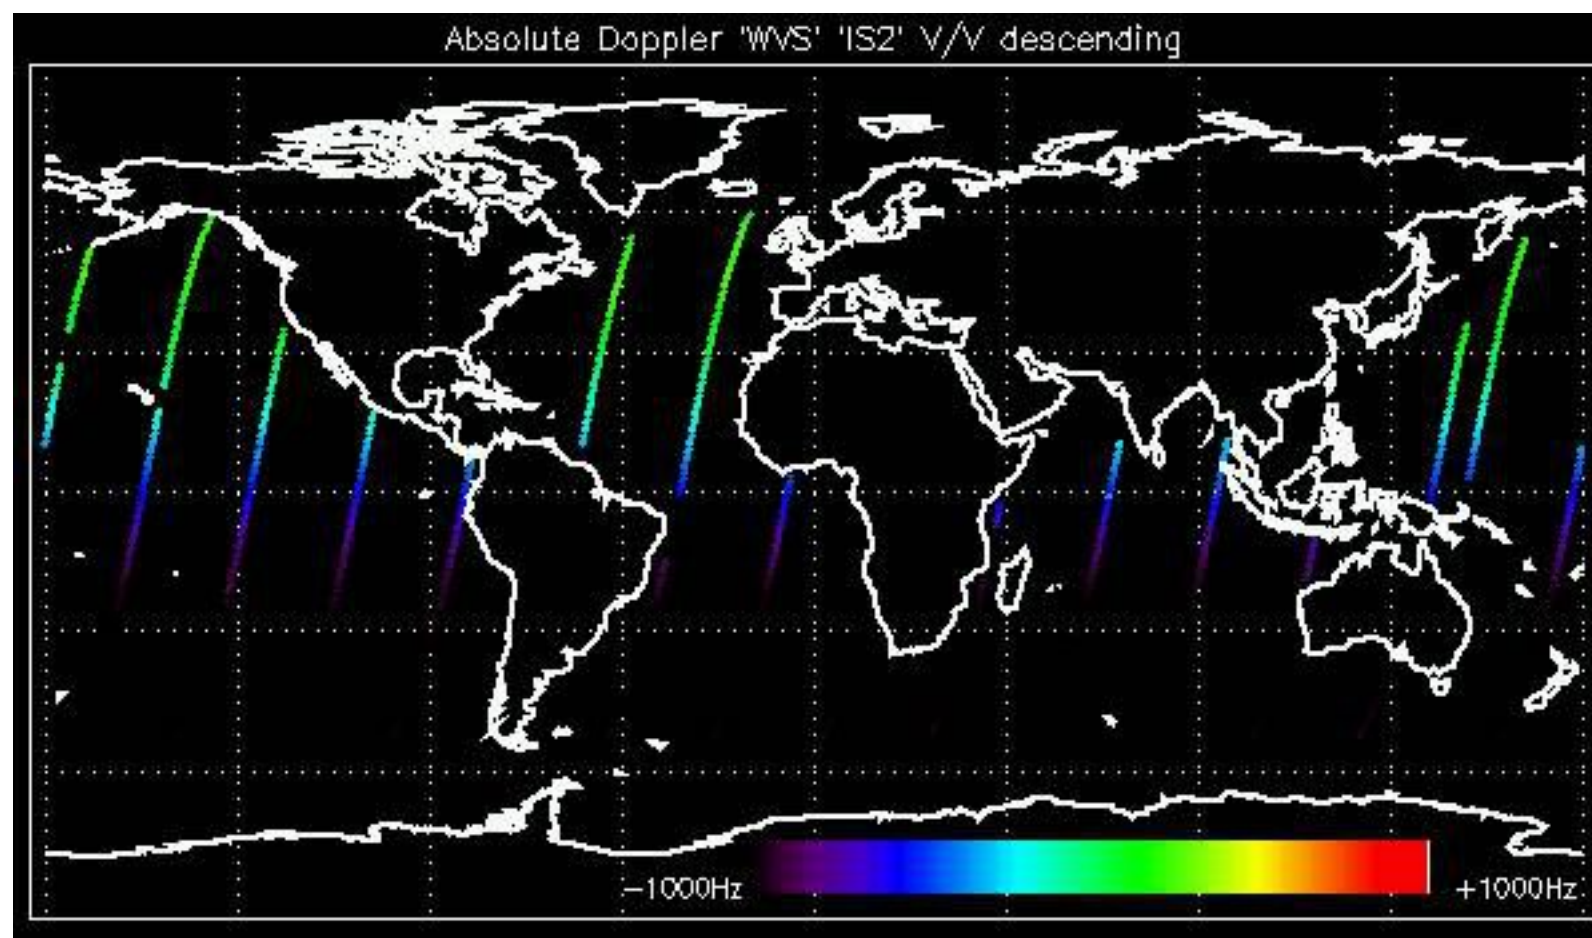 Absolute Doppler 'WVS' 'IS2' V/V descending
-1000Hz
+1000Hz